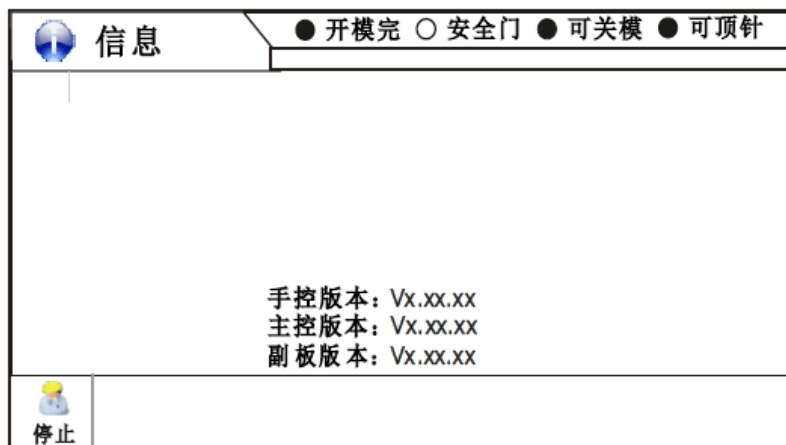 信息
● 开模完 ○ 安全门 ● 可关模 ● 可顶针
手控版本：Vx.xx.xx
主控版本：Vx.xx.xx
副板版本：Vx.xx.xx
停止